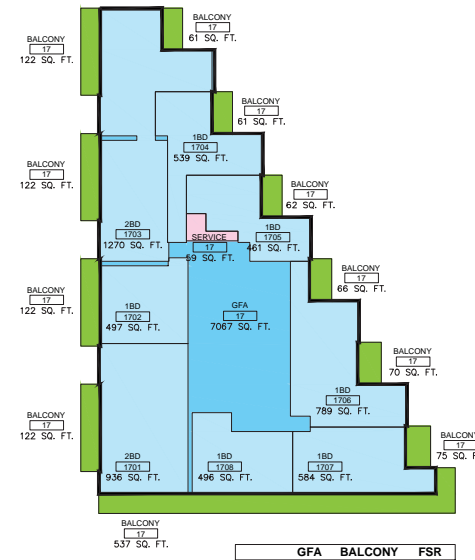 BALCONY
17
122 SQ. FT.
BALCONY
17
61 SQ. FT.
BALCONY
17
61 SQ. FT.
1BD
1704
539 SQ. FT.
BALCONY
17
122 SQ. FT.
BALCONY
17
62 SQ. FT.
2BD
1703
1270 SQ. FT.
SERVICE
17
59 SQ. FT.
1BD
1705
461 SQ. FT.
BALCONY
17
66 SQ. FT.
BALCONY
17
122 SQ. FT.
1BD
1702
497 SQ. FT.
GFA
17
7067 SQ. FT.
BALCONY
17
70 SQ. FT.
1BD
1706
789 SQ. FT.
BALCONY
17
122 SQ. FT.
BALCONY
17
75 SQ. F
2BD
1701
936 SQ. FT.
1BD
1708
496 SQ. FT.
1BD
1707
584 SQ. FT.
BALCONY
17
537 SQ. FT.
GFA BALCONY FSR